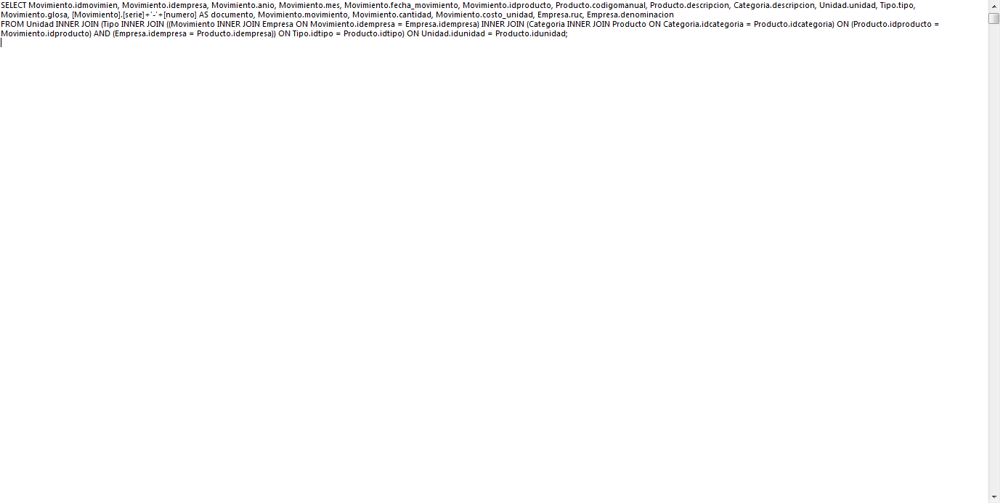 SELECT Movimiento.idmovimien, Movimiento.idempresa, Movimiento.anio, Movimiento.mes, Movimiento.fecha_movimiento, Movimiento.idproducto, Producto.codigomanual, Producto.descripcion, Categoria.descripcion, Unidad.unidad, Tipo.tipo,
Movimiento.glosa, [Movimiento].[serie]+'-'+[numero] AS documento, Movimiento.movimiento, Movimiento.cantidad, Movimiento.costo_unidad, Empresa.ruc, Empresa.denominacion
FROM Unidad INNER JOIN (Tipo INNER JOIN ((Movimiento INNER JOIN Empresa ON Movimiento.idempresa = Empresa.idempresa) INNER JOIN (Categoria INNER JOIN Producto ON Categoria.idcategoria = Producto.idcategoria) ON (Producto.idproducto =
Movimiento.idproducto) AND (Empresa.idempresa = Producto.idempresa)) ON Tipo.idtipo = Producto.idtipo) ON Unidad.idunidad = Producto.idunidad;